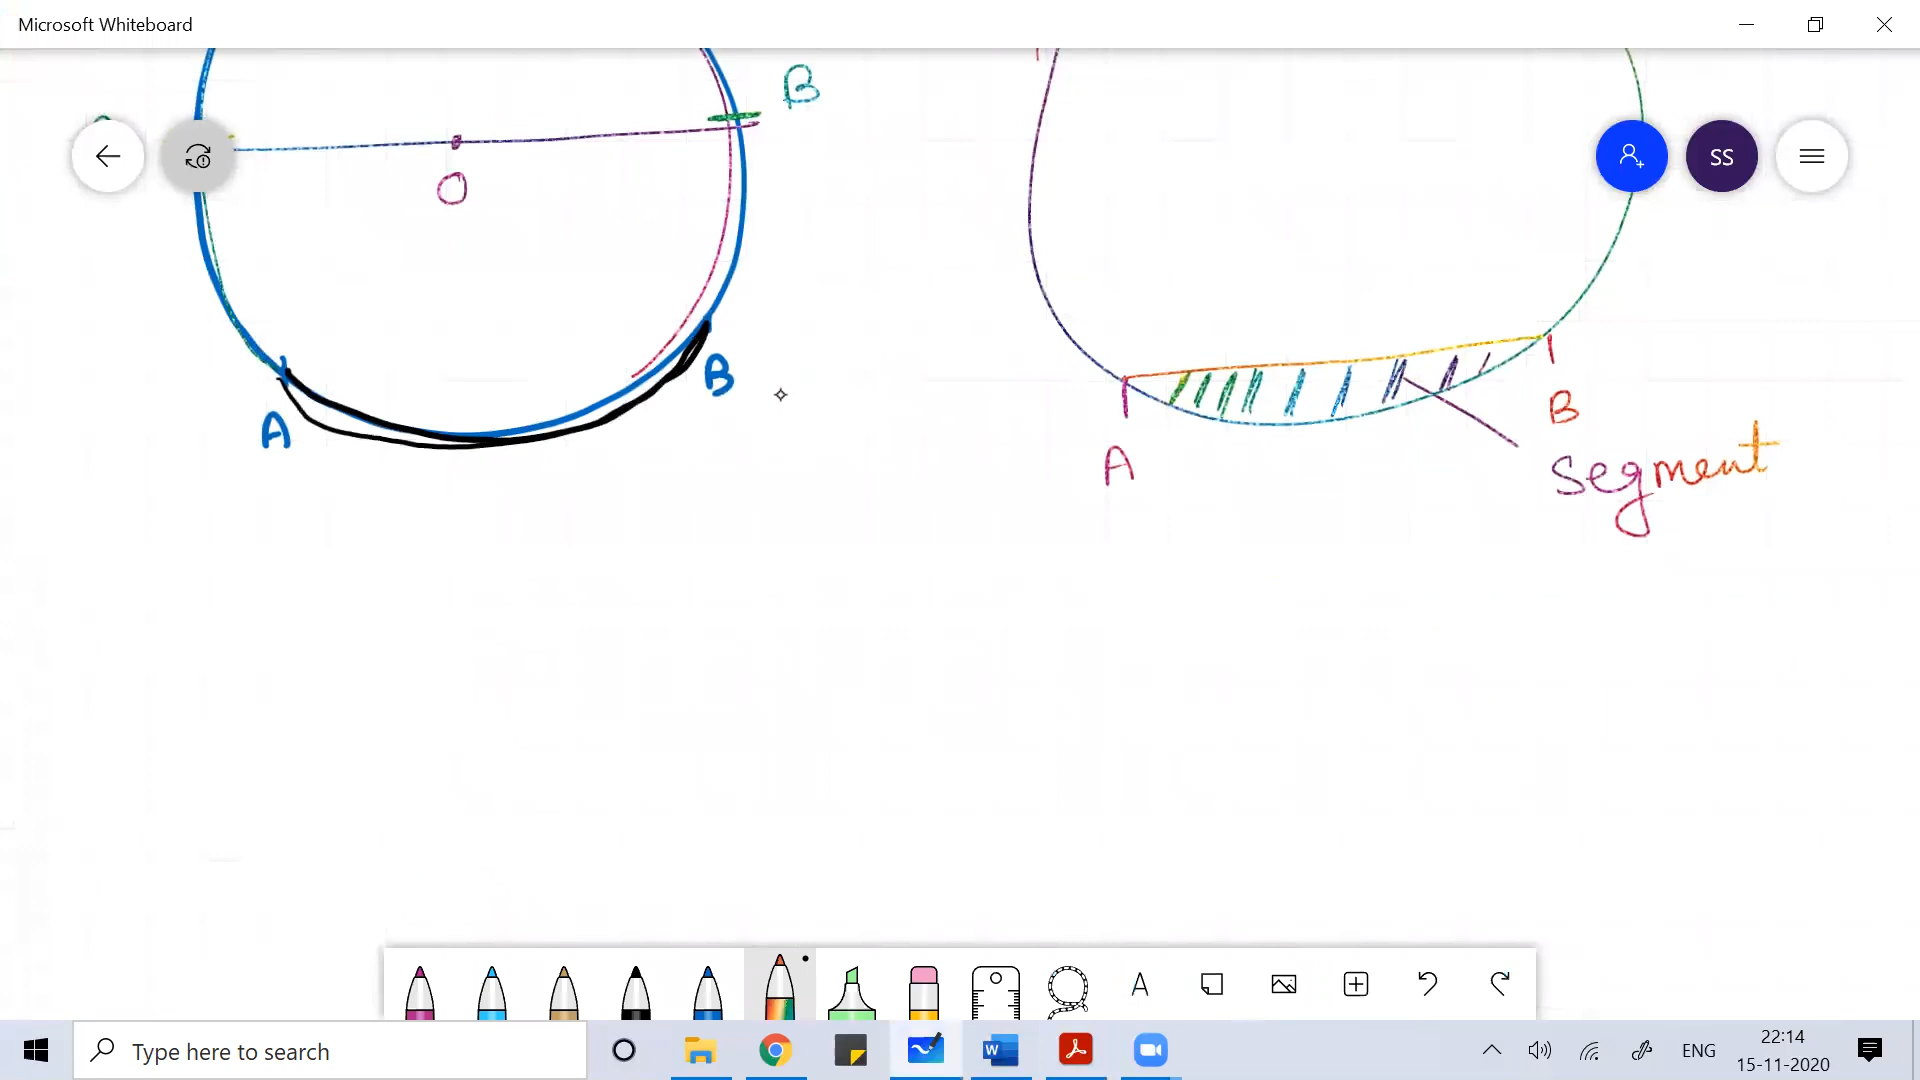 Microsoft Whiteboard
B
O
SS
A
B
A
B
segment
A
Type here to search
W
ENG
22:14
15-11-2020